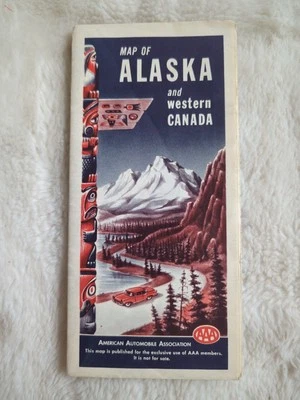 MAP OF
ALASKA
and
western
CANADA
AAA
AMERICAN AUTOMOBILE ASSOCIATION
This map is published for the exclusive use of AAA members.
It is not for sale.